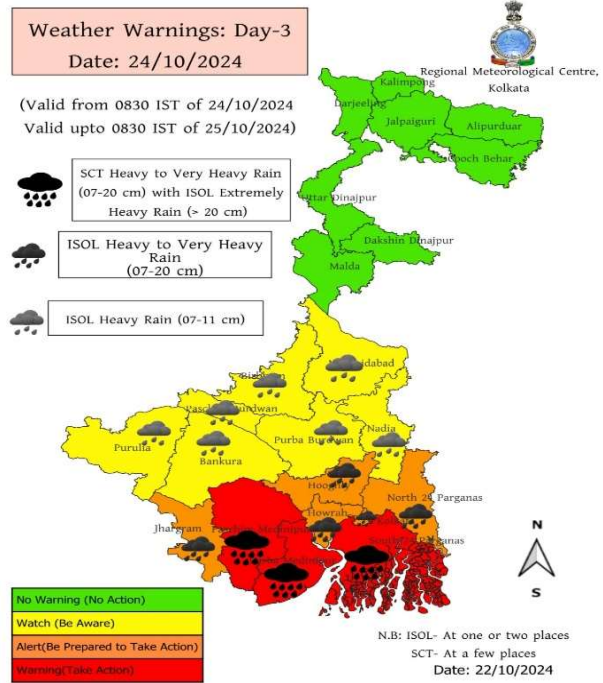 Weather Warnings: Day-3
Date: 24/10/2024
Regional Meteorological Centre,
Kolkata
(Valid from 0830 IST of 24/10/2024
Valid upto 0830 IST of 25/10/2024)
SCT Heavy to Very Heavy Rain
(07-20 cm) with ISOL Extremely
Heavy Rain (> 20 cm)
ISOL Heavy to Very Heavy
Rain
(07-20 cm)
ISOL Heavy Rain (07-11 cm)
Kalimpong
Darjeeling
Jalpaiguri
Alipurduar
Cooch Behar
Uttar Dinajpur
Dakshin Dinajpur
Malda
Nadia
Purulia
Purba Burdwan
Bankura
Hooghly
North 24 Parganas
Howrah
Jhargram
N
S
No Warning (No Action)
Watch (Be Aware)
Alert(Be Prepared to Take Action)
Warning(Take Action)
N.B: ISOL- At one or two places
SCT- At a few places
Date: 22/10/2024